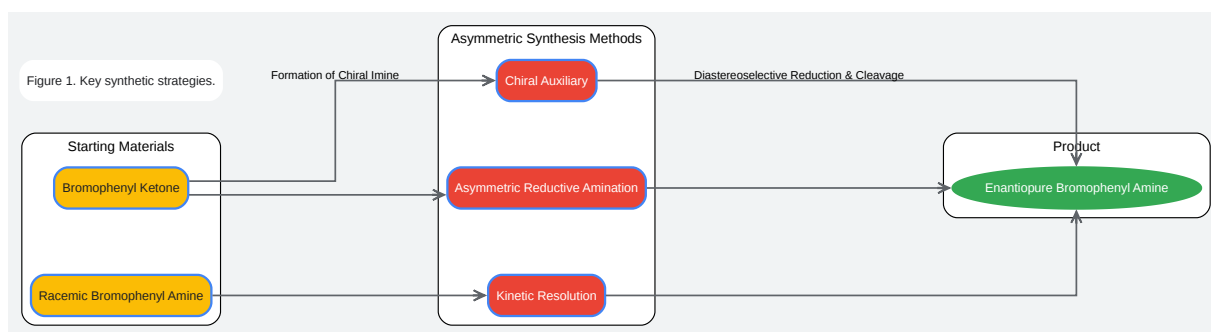 Asymmetric Synthesis Methods
Figure 1. Key synthetic strategies.
Formation of Chiral Imine
Chiral Auxiliary
Diastereoselective Reduction & Cleavage
Starting Materials
Product
Bromophenyl Ketone
Asymmetric Reductive Amination
Enantiopure Bromophenyl Amine
Racemic Bromophenyl Amine
Kinetic Resolution